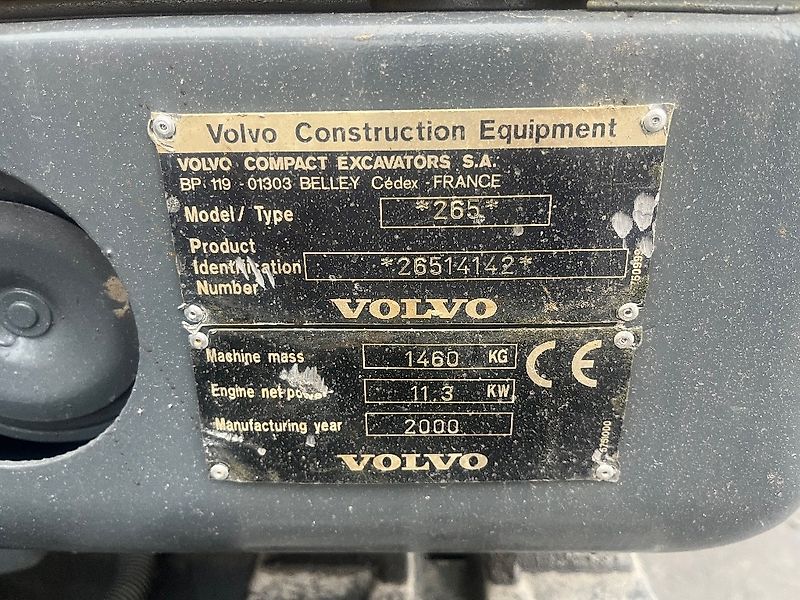 Volvo Construction Equipment
VOLVO COMPACT EXCAVATORS S.A.
BP 119 - 01303 BELLEY Cédex - FRANCE
Model / Type *265*
Product
Identification *26514142*
Number
VOLVO
Machine mass 1460 KG
Engine net 11.3 KW
Manufacturing year 2000
CE
VOLVO